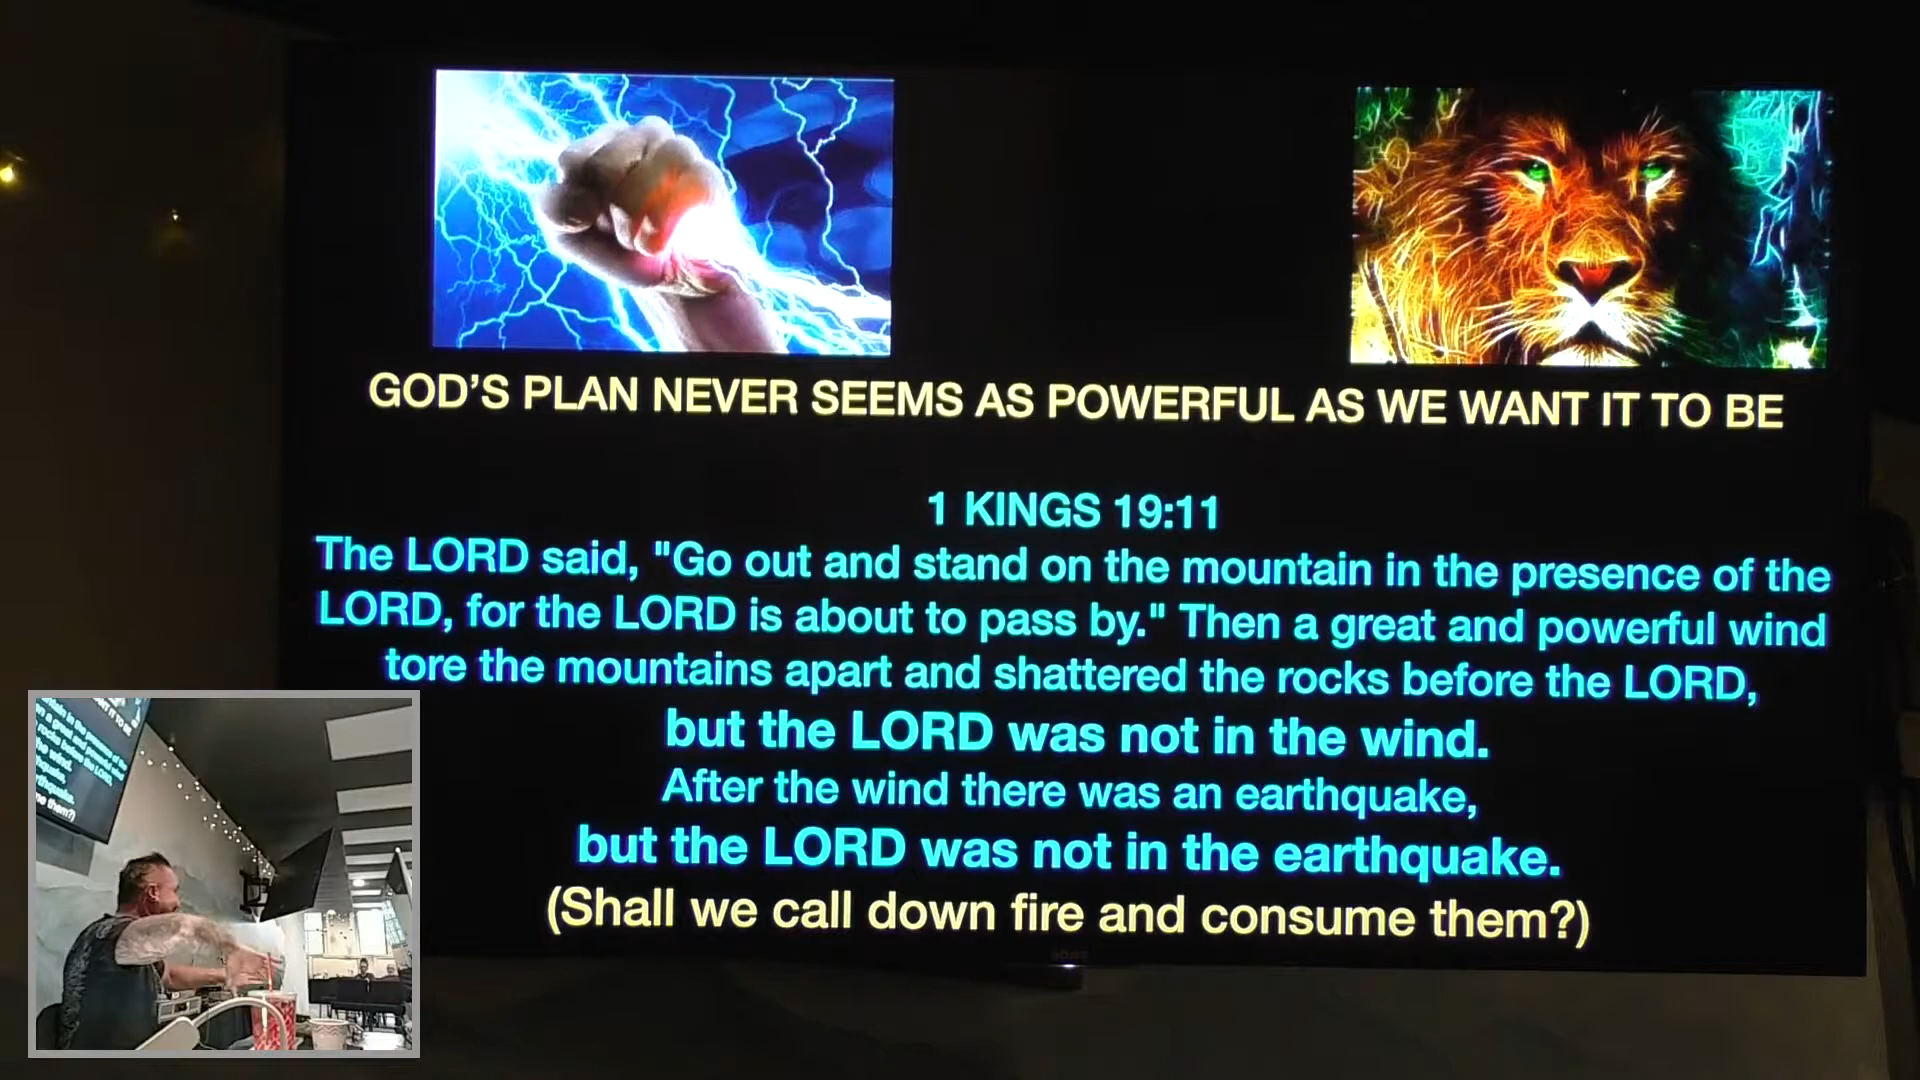 GOD'S PLAN NEVER SEEMS AS POWERFUL AS WE WANT IT TO BE
1 KINGS 19:11
The LORD said, "Go out and stand on the mountain in the presence of the
LORD, for the LORD is about to pass by." Then a great and powerful wind
tore the mountains apart and shattered the rocks before the LORD,
but the LORD was not in the wind.
After the wind there was an earthquake,
but the LORD was not in the earthquake.
(Shall we call down fire and consume them?)